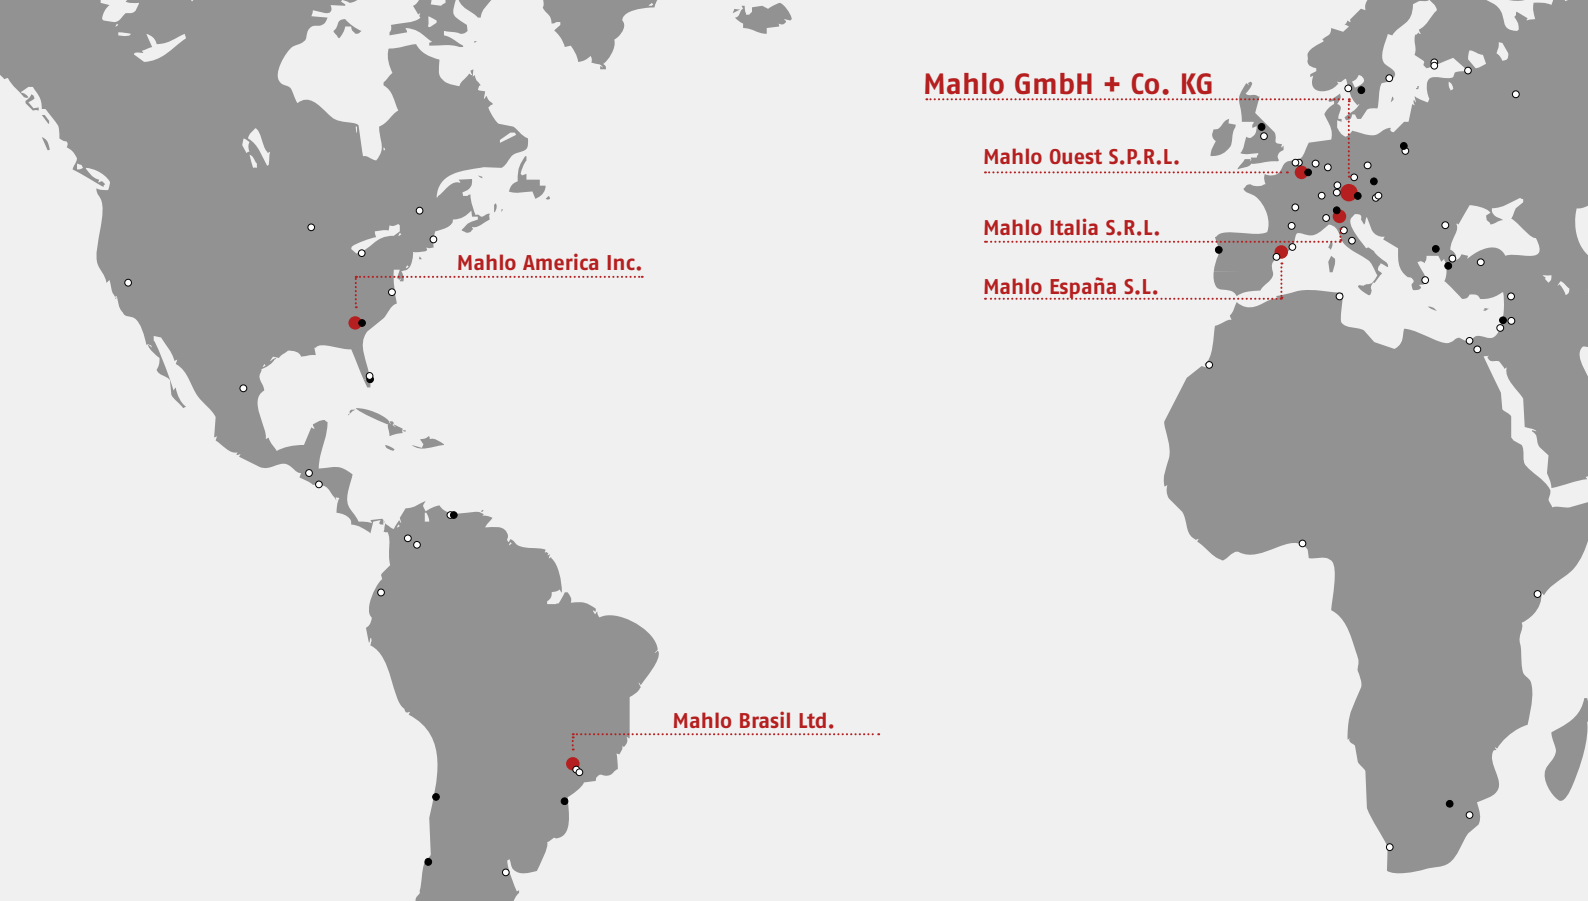 Mahlo GmbH + Co. KG
Mahlo Ouest S.P.R.L.
Mahlo Italia S.R.L.
Mahlo España S.L.
Mahlo America Inc.
Mahlo Brasil Ltd.